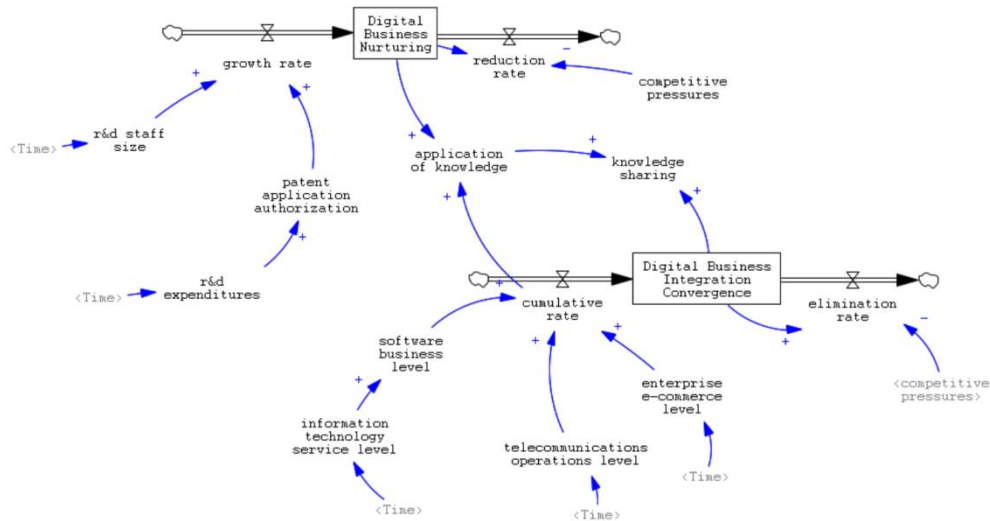 Digital
Business
Nurturing
growth rate
reduction
rate
competitive
pressures
<Time>
r&d staff
size
application
of knowledge
knowledge
sharing
patent
application
authorization
<Time>
r&d
expenditures
Digital Business
Integration
Convergence
cumulative
rate
elimination
rate
software
business
level
enterprise
e-commerce
level
<competitive
pressures>
information
technology
service level
telecommunications
operations level
<Time>
<Time>
<Time>